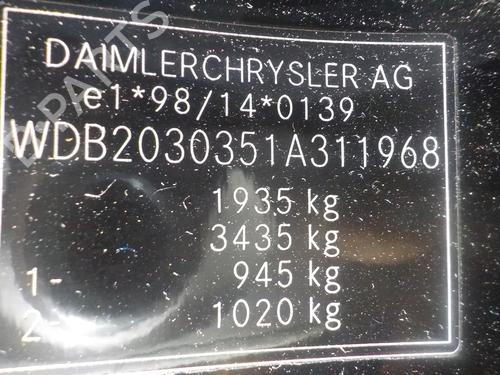 DAIMLERCHRYSLER AG
e1*98/14*0139
WDB2030351A311968
1935 kg
3435 kg
1- 945 kg
2- 1020 kg